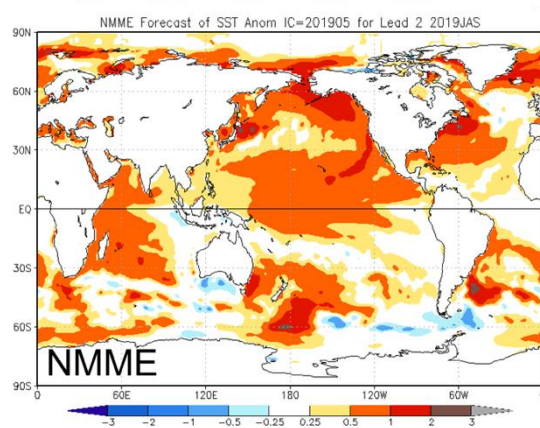 NMME Forecast of SST Anom IC=201905 for Lead 2 2019JAS
90N
60N
30N
EQ
30S
60S
90S
NMME
0 60E 120E 180 120W 60W
-3 -2 -1 -0.5 -0.25 0.25 0.5 1 2 3